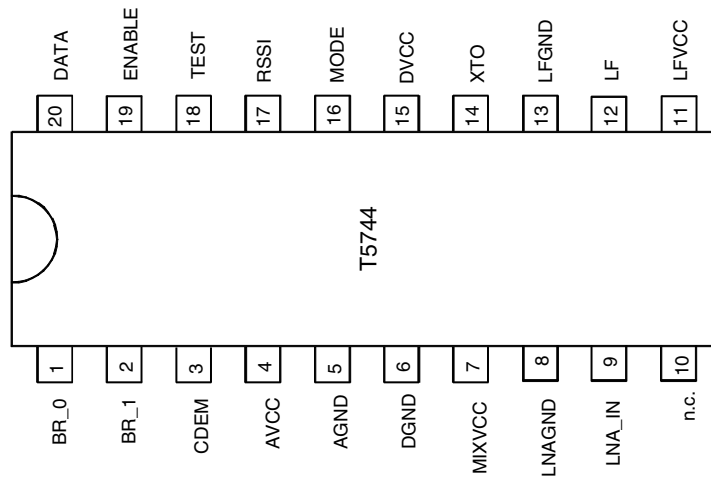 DATA
ENABLE
TEST
RSSI
MODE
DVCC
XTO
LFGND
LF
LFVCC
20
19
18
17
16
15
14
13
12
11
T5744
1
2
3
4
5
6
7
8
9
10
BR_0
BR_1
CDEM
AVCC
AGND
DGND
MIXVCC
LNAGND
LNA_IN
n.c.